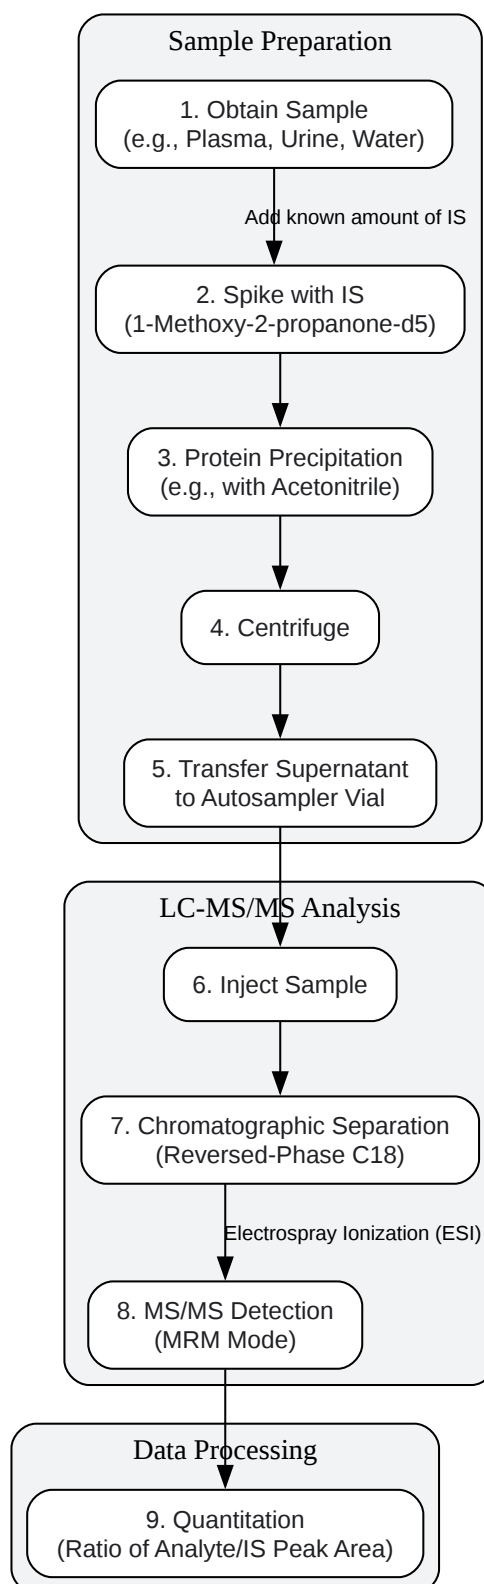 Sample Preparation
1. Obtain Sample
(e.g., Plasma, Urine, Water)
Add known amount of IS
2. Spike with IS
(1-Methoxy-2-propanone-d5)
3. Protein Precipitation
(e.g., with Acetonitrile)
4. Centrifuge
5. Transfer Supernatant
to Autosampler Vial
LC-MS/MS Analysis
6. Inject Sample
7. Chromatographic Separation
(Reversed-Phase C18)
Electrospray Ionization (ESI)
8. MS/MS Detection
(MRM Mode)
Data Processing
9. Quantitation
(Ratio of Analyte/IS Peak Area)